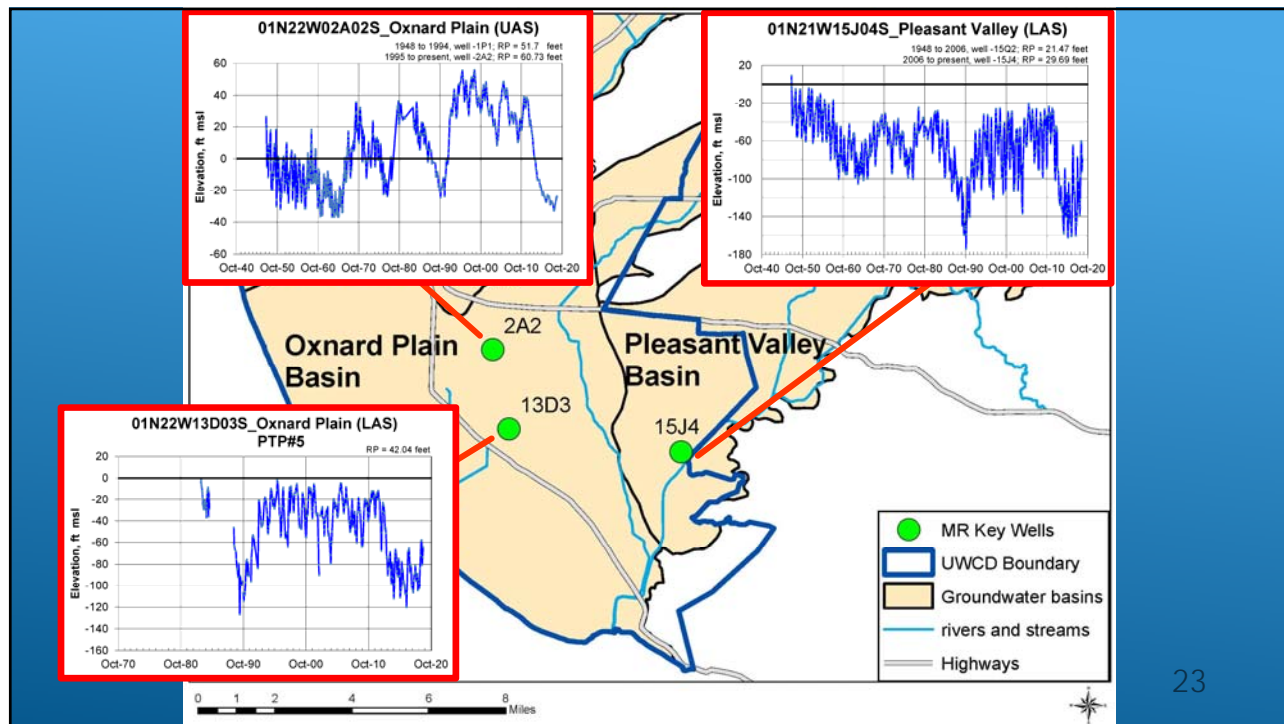 01N22W02A02S_Oxnard Plain (UAS)
1948 to 1994, well -1P1; RP = 51.7 feet
1995 to present, well -2A2; RP = 60.73 feet
Elevation, ft msl
60
40
20
0
-20
-40
-60
Oct-40 Oct-50 Oct-60 Oct-70 Oct-80 Oct-90 Oct-00 Oct-10 Oct-20
01N21W15J04S_Pleasant Valley (LAS)
1948 to 2006, well -15Q2; RP = 21.47 feet
2006 to present, well -15J4; RP = 29.69 feet
Elevation, ft msl
20
-20
-60
-100
-140
-180
Oct-40 Oct-50 Oct-60 Oct-70 Oct-80 Oct-90 Oct-00 Oct-10 Oct-20
Oxnard Plain
Basin
2A2
Pleasant Valley
Basin
13D3
15J4
01N22W13D03S_Oxnard Plain (LAS)
PTP#5
RP = 42.04 feet
Elevation, ft msl
20
0
-20
-40
-60
-80
-100
-120
-140
-160
Oct-70 Oct-80 Oct-90 Oct-00 Oct-10 Oct-20
MR Key Wells
UWCD Boundary
Groundwater basins
rivers and streams
Highways
0 1 2 4 6 8
Miles
23